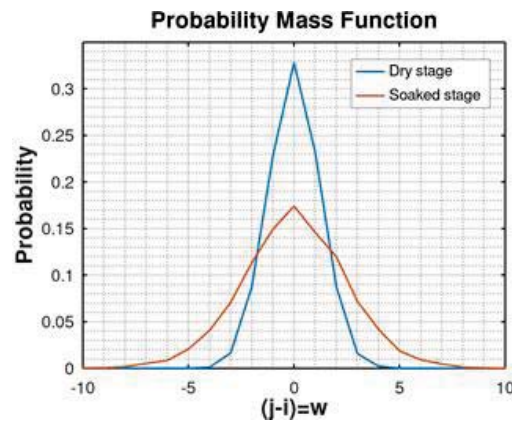 Probability Mass Function
Dry stage
Soaked stage
Probability
0.3
0.25
0.2
0.15
0.1
0.05
0
-10
-5
0
5
10
(j-i)=w